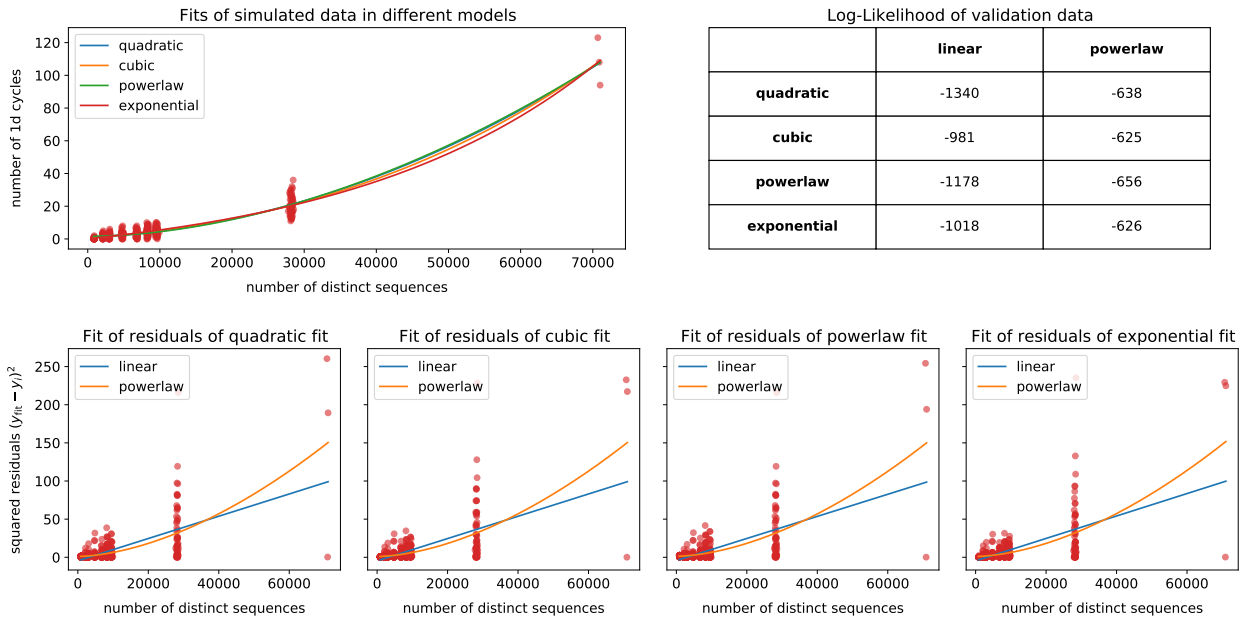 Fits of simulated data in different models
number of 1d cycles
120
100
80
60
40
20
0
quadratic
cubic
powerlaw
exponential
0 10000 20000 30000 40000 50000 60000 70000
number of distinct sequences
Log-Likelihood of validation data
linear powerlaw
quadratic -1340 -638
cubic -981 -625
powerlaw -1178 -656
exponential -1018 -626
Fit of residuals of quadratic fit
squared residuals (y_fit − y_i)²
250
200
150
100
50
0
linear
powerlaw
0 20000 40000 60000
number of distinct sequences
Fit of residuals of cubic fit
linear
powerlaw
0 20000 40000 60000
number of distinct sequences
Fit of residuals of powerlaw fit
linear
powerlaw
0 20000 40000 60000
number of distinct sequences
Fit of residuals of exponential fit
linear
powerlaw
0 20000 40000 60000
number of distinct sequences